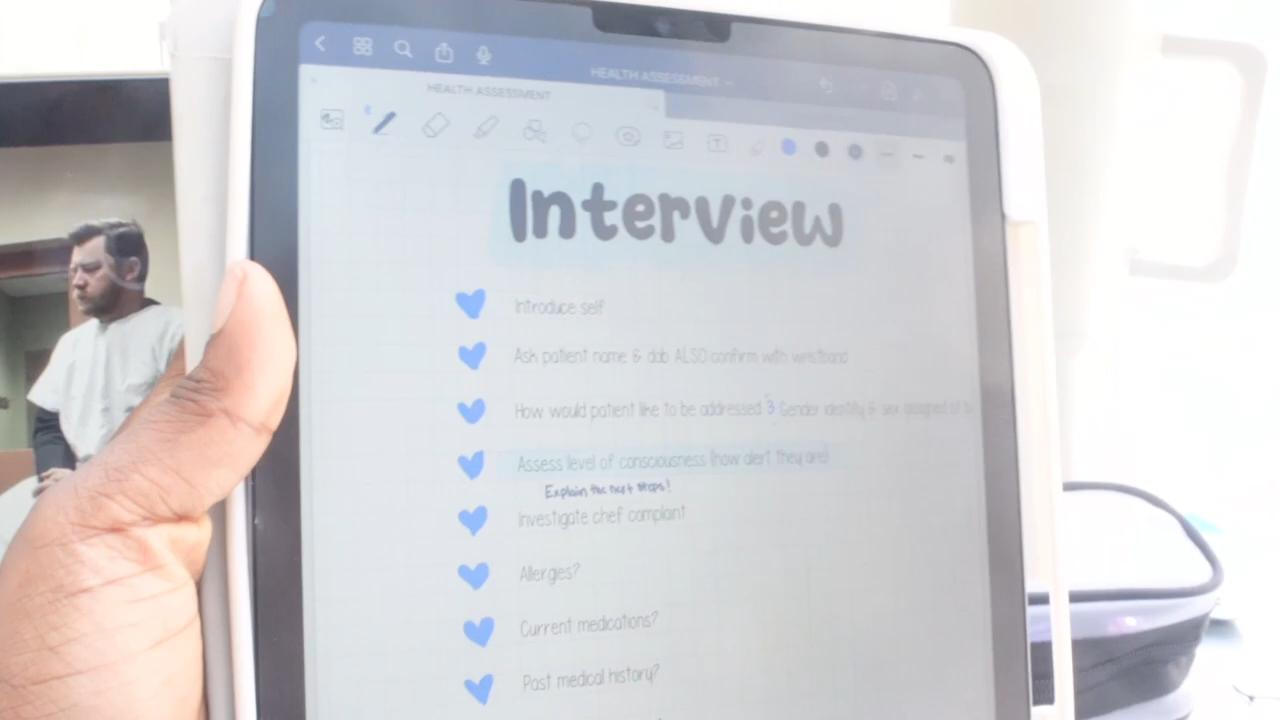 HEALTH ASSESSMENT
HEALTH ASSESSMENT
Interview
Introduce self
Ask patient name & dob ALSO confirm with wristband
How would patient like to be addressed 3 Gender identity & sex assigned at b
Assess level of consciousness (how alert they are)
Explain the next steps!
Investigate chef complaint
Allergies?
Current medications?
Past medical history?